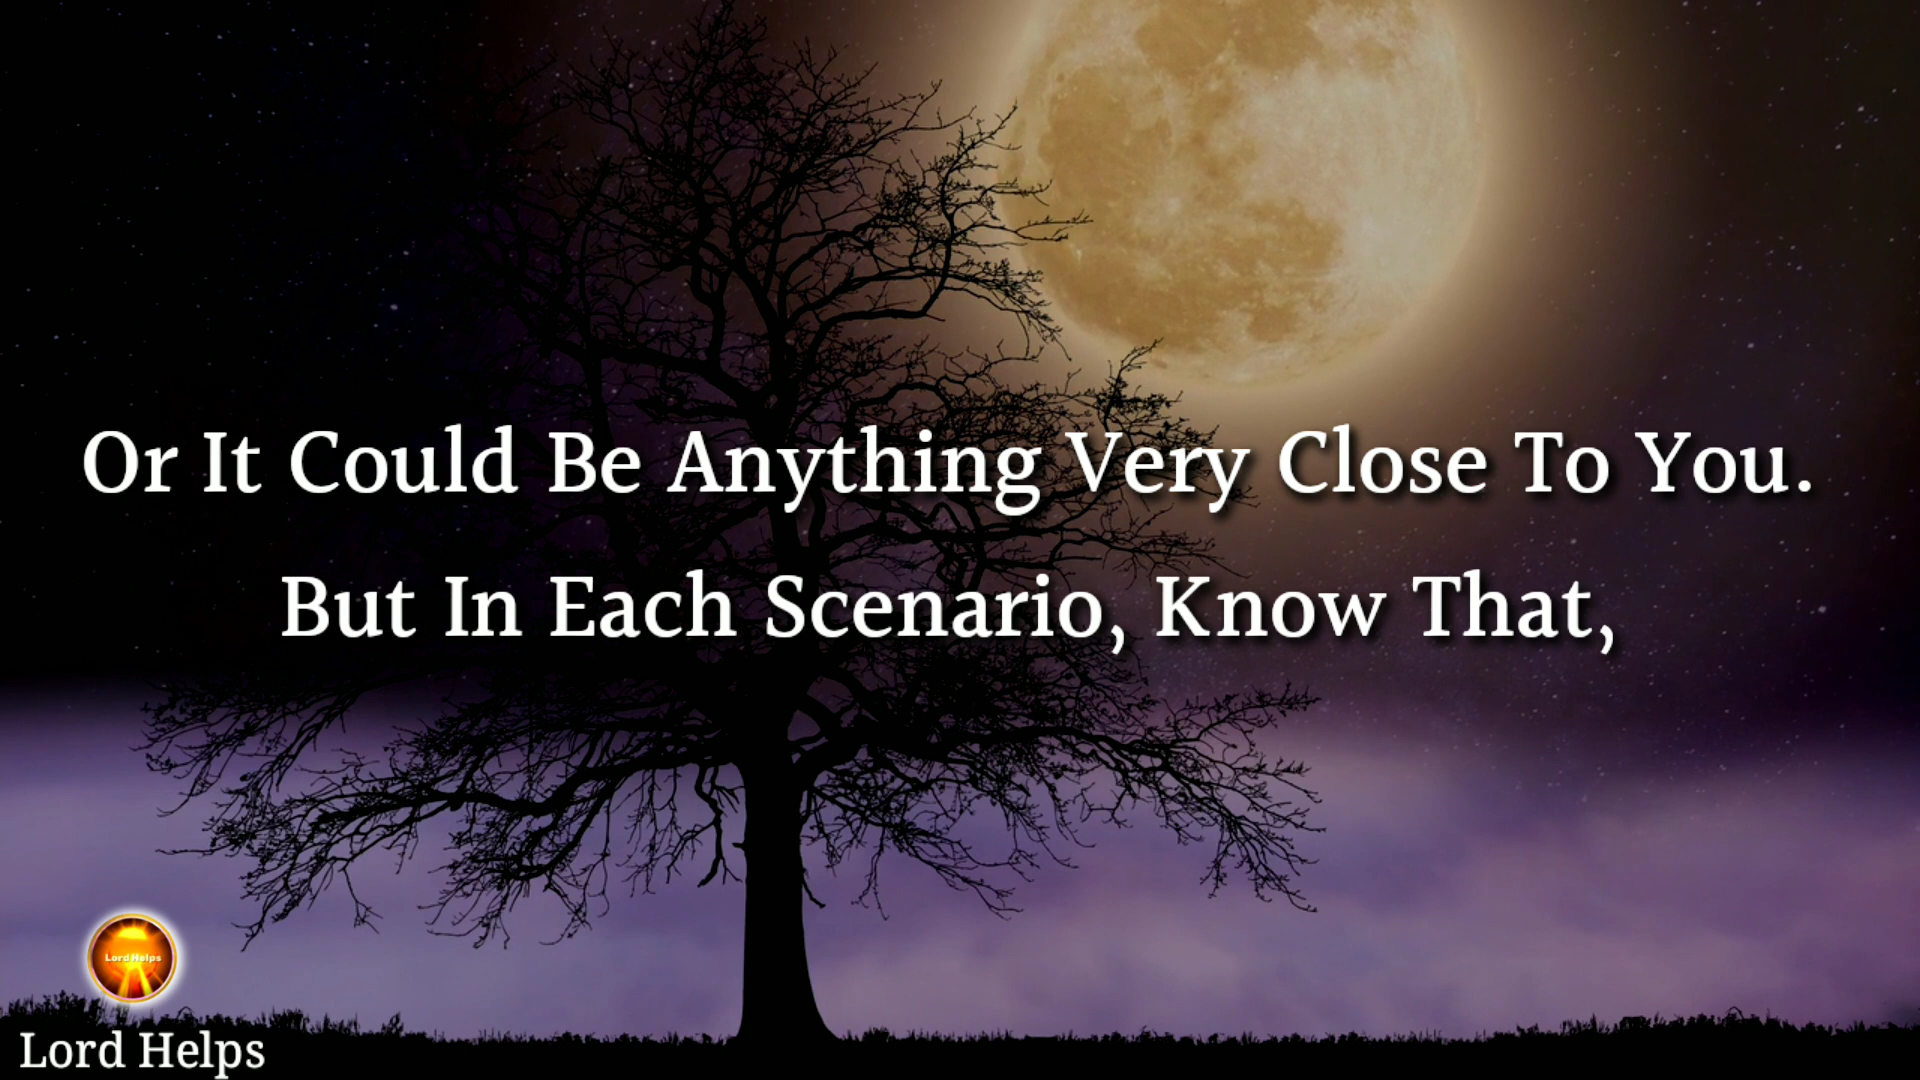 Or It Could Be Anything Very Close To You.
But In Each Scenario, Know That,
Lord Helps
Lord Helps